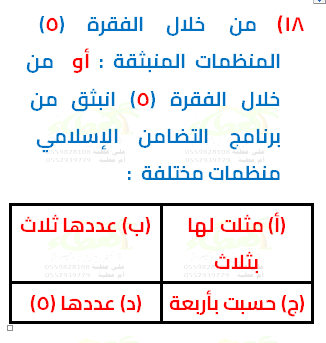 ١٨) من خلال الفقرة (٥)
المنظمات المنبثقة : أو من
خلال الفقرة (٥) انبثق من
برنامج التضامن الإسلامي
منظمات مختلفة :
(أ) مثلت لها بثلاث
(ب) عددها ثلاث
(ج) حسبت بأربعة
(د) عددها (٥)